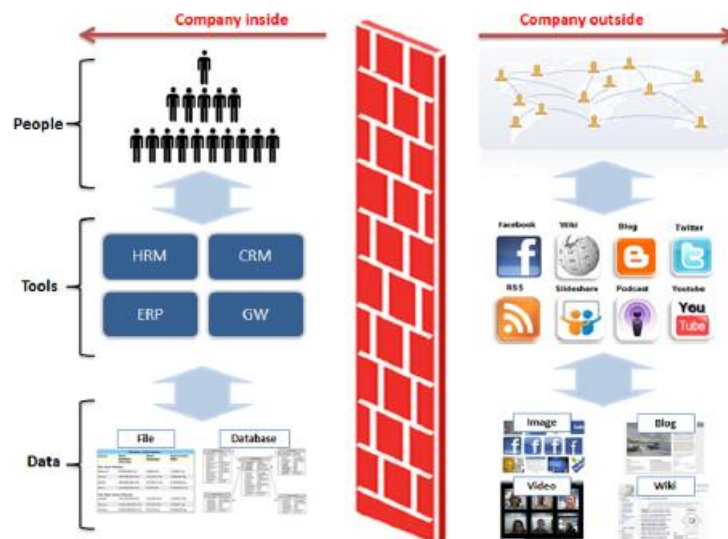 Company inside
Company outside
People
Tools
HRM
CRM
ERP
GW
Facebook
Wiki
Blog
Twitter
RSS
Slideshare
Podcast
Youtube
You
Tube
Data
File
Database
Image
Blog
Video
Wiki